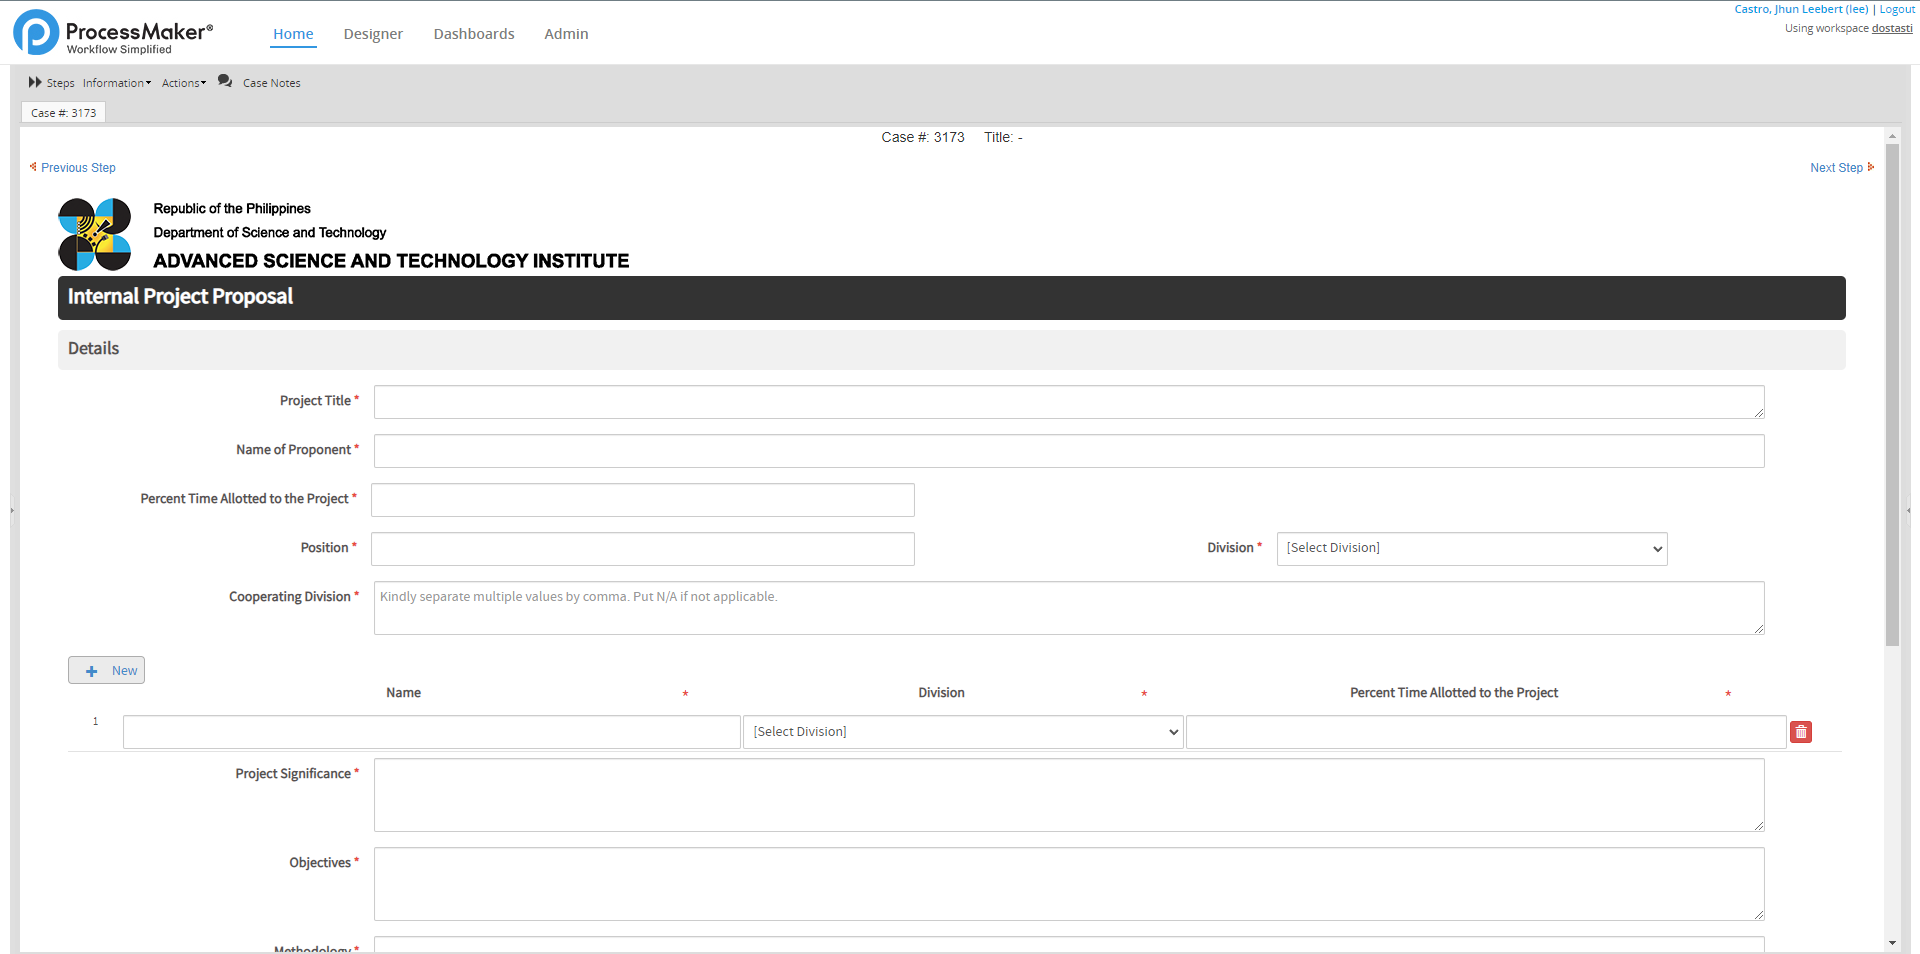 ProcessMaker®
Workflow Simplified
Home Designer Dashboards Admin
Castro, Jhun Leebert (lee) | Logout
Using workspace dostasti
Steps Information Actions Case Notes
Case #: 3173
Case #: 3173 Title: -
Previous Step
Next Step
Republic of the Philippines
Department of Science and Technology
ADVANCED SCIENCE AND TECHNOLOGY INSTITUTE
Internal Project Proposal
Details
Project Title *
Name of Proponent *
Percent Time Allotted to the Project *
Position *
Division * [Select Division]
Cooperating Division * Kindly separate multiple values by comma. Put N/A if not applicable.
New
Name * Division * Percent Time Allotted to the Project *
1 [Select Division]
Project Significance *
Objectives *
Methodology *